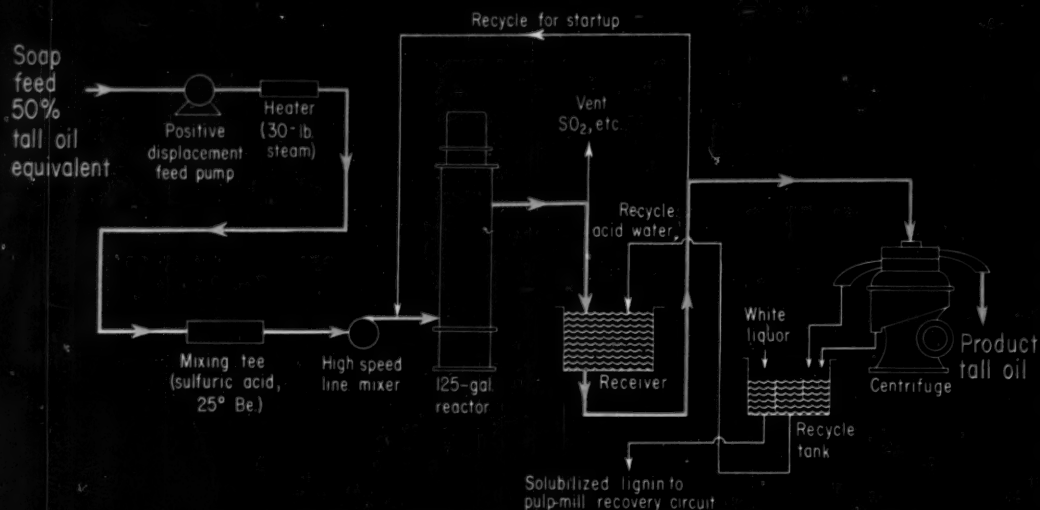 Recycle for startup
Soap
feed
50%
tall oil
equivalent
Positive
displacement
feed pump
Heater
(30-lb.
steam)
Vent
SO₂, etc.
Recycle
acid water
Mixing tee
(sulfuric acid,
25° Be.)
High speed
line mixer
125-gal.
reactor
Receiver
White
liquor
Recycle
tank
Centrifuge
Product
tall oil
Solubilized lignin to
pulp-mill recovery circuit